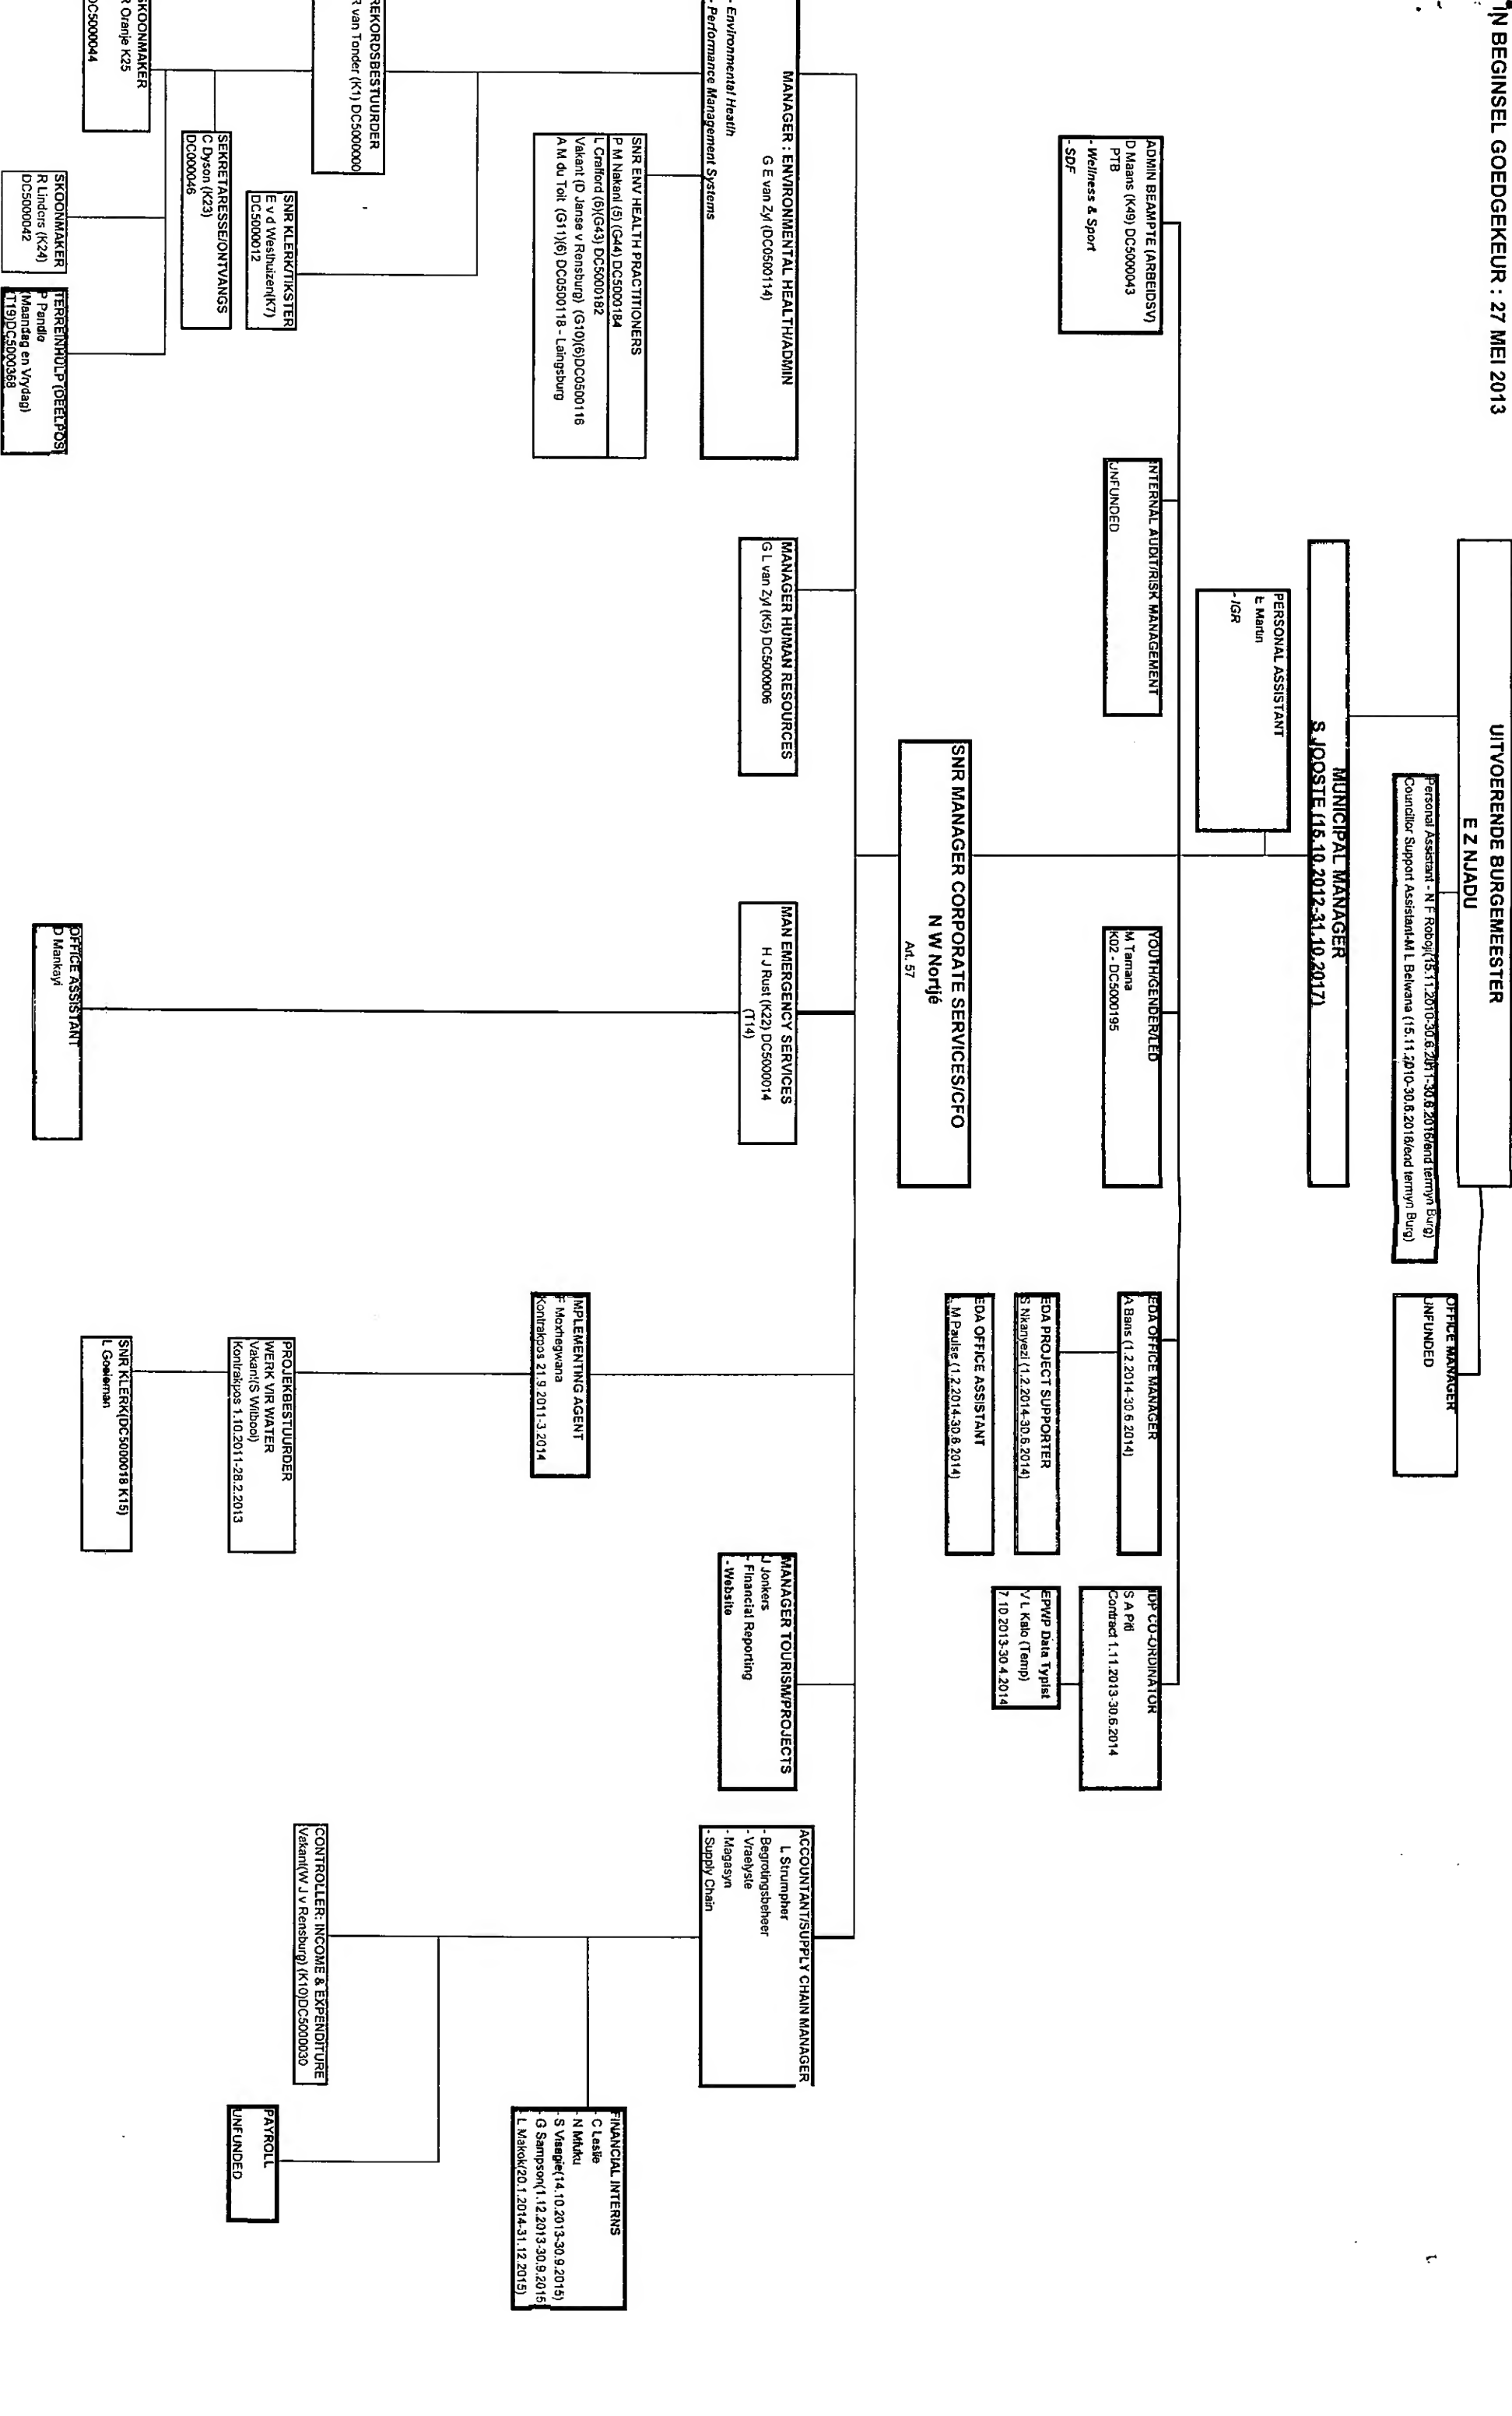 IN BEGINSEL GOEDGEKEUR : 27 MEI 2013
UITVOERENDE BURGEMEESTER
E Z NJADU
Personal Assistant - N F Roboji(15.11.2010-30.6.2011-30.6.2016/end termyn Burg)
Councillor Support Assistant-M L Belwana (15.11.2010-30.6.2016/end termyn Burg)
OFFICE MANAGER
UNFUNDED
MUNICIPAL MANAGER
S JOOSTE (15.10.2012-31.10.2017)
PERSONAL ASSISTANT
E Martin
- IGR
ADMIN BEAMPTE (ARBEIDSV)
D Maans (K49) DC5000043
PTB
- Wellness & Sport
- SDF
INTERNAL AUDIT/RISK MANAGEMENT
UNFUNDED
YOUTH/GENDER/LED
M Tamana
K02 - DC5000195
EDA OFFICE MANAGER
A Bans (1.2.2014-30.6.2014)
EDA PROJECT SUPPORTER
S Nkanyezi (1.2.2014-30.6.2014)
EDA OFFICE ASSISTANT
L M Paulse (1.2.2014-30.6.2014)
IDP CO-ORDINATOR
S A Piti
Contract 1.11.2013-30.6.2014
EPWP Data Typist
V L Kalo (Temp)
7.10.2013-30.4.2014
SNR MANAGER CORPORATE SERVICES/CFO
N W Nortjé
Art. 57
MANAGER : ENVIRONMENTAL HEALTH/ADMIN
G E van Zyl (DC0500114)
- Environmental Health
- Performance Management Systems
SNR ENV HEALTH PRACTITIONERS
P M Nakani (5) (G44) DC5000184
L Crafford (6)(G43) DC5000182
Vakant (D Janse v Rensburg) (G10)(6)DC0500116
A M du Toit (G11)(6) DC0500118 - Laingsburg
REKORDSBESTUURDER
R van Tonder (K1) DC5000000
SNR KLERK/TIKSTER
E v d Westhuizen(K7)
DC5000012
SEKRETARESSE/ONTVANGS
C Dyson (K23)
DC000046
SKOONMAKER
R Oranje K25
DC5000044
SKOONMAKER
R Linders (K24)
DC5000042
TERREINHULP (DEELPOS)
P Pandle
(Maandag en Vrydag)
(T19)DC5000368
MANAGER HUMAN RESOURCES
G L van Zyl (K5) DC5000006
MAN EMERGENCY SERVICES
H J Rust (K22) DC5000014
(T14)
OFFICE ASSISTANT
D Mankayi
IMPLEMENTING AGENT
F Moxhegwana
Kontrakpos 21.9.2011-3.2014
PROJEKBESTUURDER
WERK VIR WATER
Vakant(S Witbooi)
Kontrakpos 1.10.2011-28.2.2013
SNR KLERK(DC5000018 K15)
L Goeieman
MANAGER TOURISM/PROJECTS
J Jonkers
- Financial Reporting
- Website
ACCOUNTANT/SUPPLY CHAIN MANAGER
L Strumpher
- Begrotingsbeheer
- Vraelyste
- Magasyn
- Supply Chain
FINANCIAL INTERNS
- C Leslie
- N Mfuku
- S Visagie(14.10.2013-30.9.2015)
- G Sampson(1.12.2013-30.9.2015
- L Makok(20.1.2014-31.12.2015)
CONTROLLER: INCOME & EXPENDITURE
Vakant(W J v Rensburg) (K10)DC5000030
PAYROLL
UNFUNDED